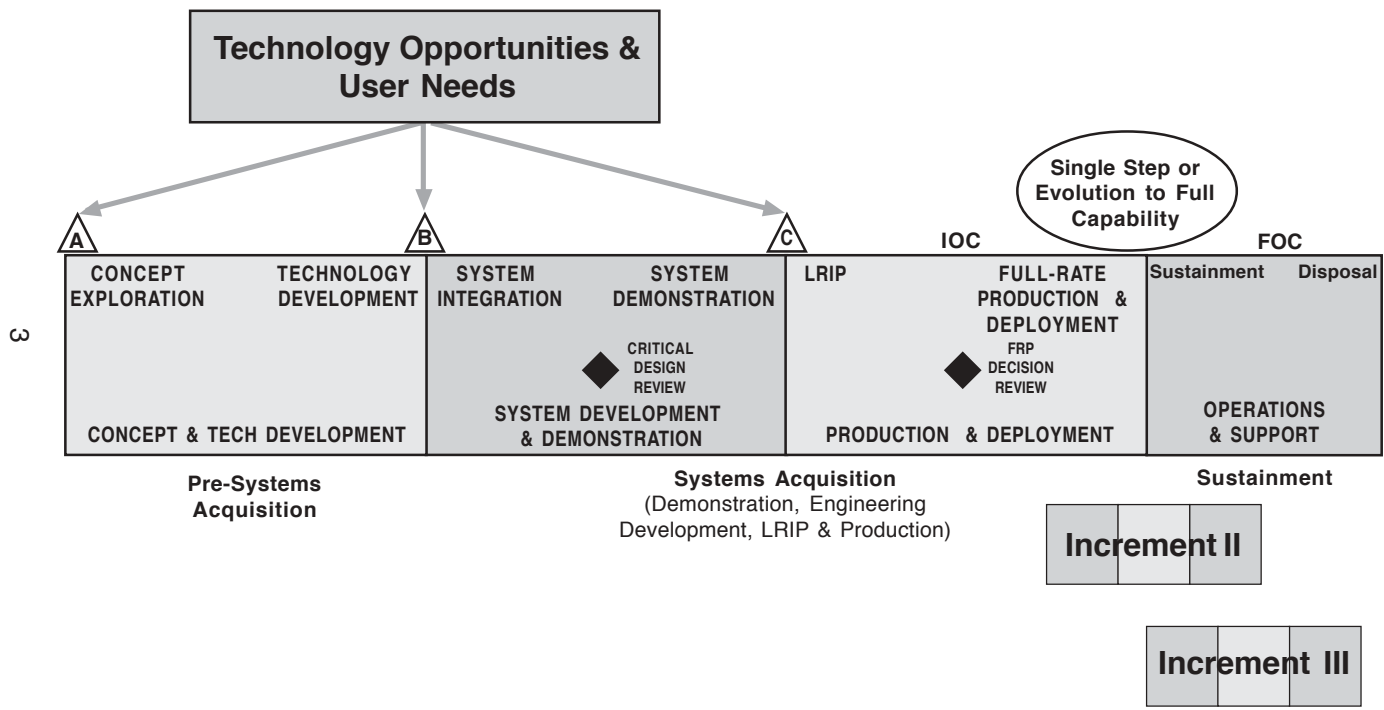 Technology Opportunities &
User Needs
Single Step or
Evolution to Full
Capability
A
B
C
IOC
FOC
CONCEPT
EXPLORATION
TECHNOLOGY
DEVELOPMENT
SYSTEM
INTEGRATION
SYSTEM
DEMONSTRATION
LRIP
FULL-RATE
PRODUCTION &
DEPLOYMENT
Sustainment
Disposal
CRITICAL
DESIGN
REVIEW
FRP
DECISION
REVIEW
CONCEPT & TECH DEVELOPMENT
SYSTEM DEVELOPMENT
& DEMONSTRATION
PRODUCTION & DEPLOYMENT
OPERATIONS
& SUPPORT
Pre-Systems
Acquisition
Systems Acquisition
(Demonstration, Engineering
Development, LRIP & Production)
Sustainment
Increment II
Increment III
3